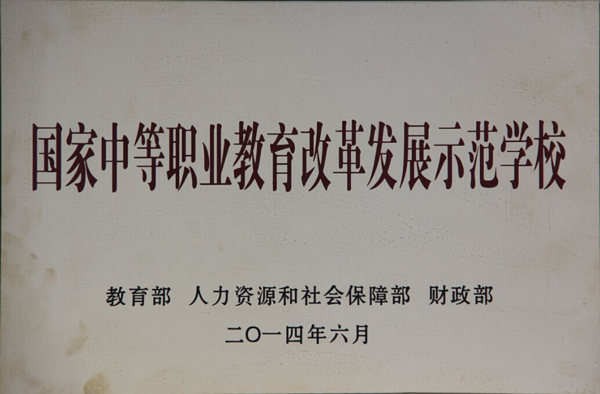 国家中等职业教育改革发展示范学校
教育部 人力资源和社会保障部 财政部
二〇一四年六月